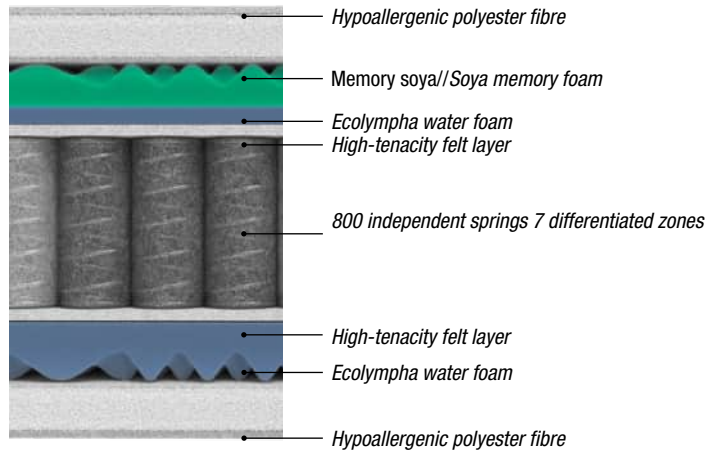 Hypoallergenic polyester fibre
Memory soya//Soya memory foam
Ecolympha water foam
High-tenacity felt layer
800 independent springs 7 differentiated zones
High-tenacity felt layer
Ecolympha water foam
Hypoallergenic polyester fibre